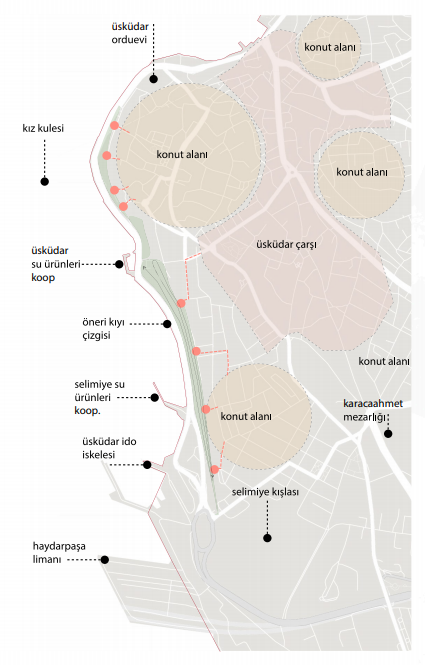 üsküdar
orduevi
konut alanı
kız kulesi
konut alanı
konut alanı
üsküdar çarşı
üsküdar
su ürünleri
koop
öneri kıyı
çizgisi
konut alanı
selimiye su
ürünleri
koop.
konut alanı
karacaahmet
mezarlığı
üsküdar ido
iskelesi
selimiye kışlası
haydarpaşa
limanı